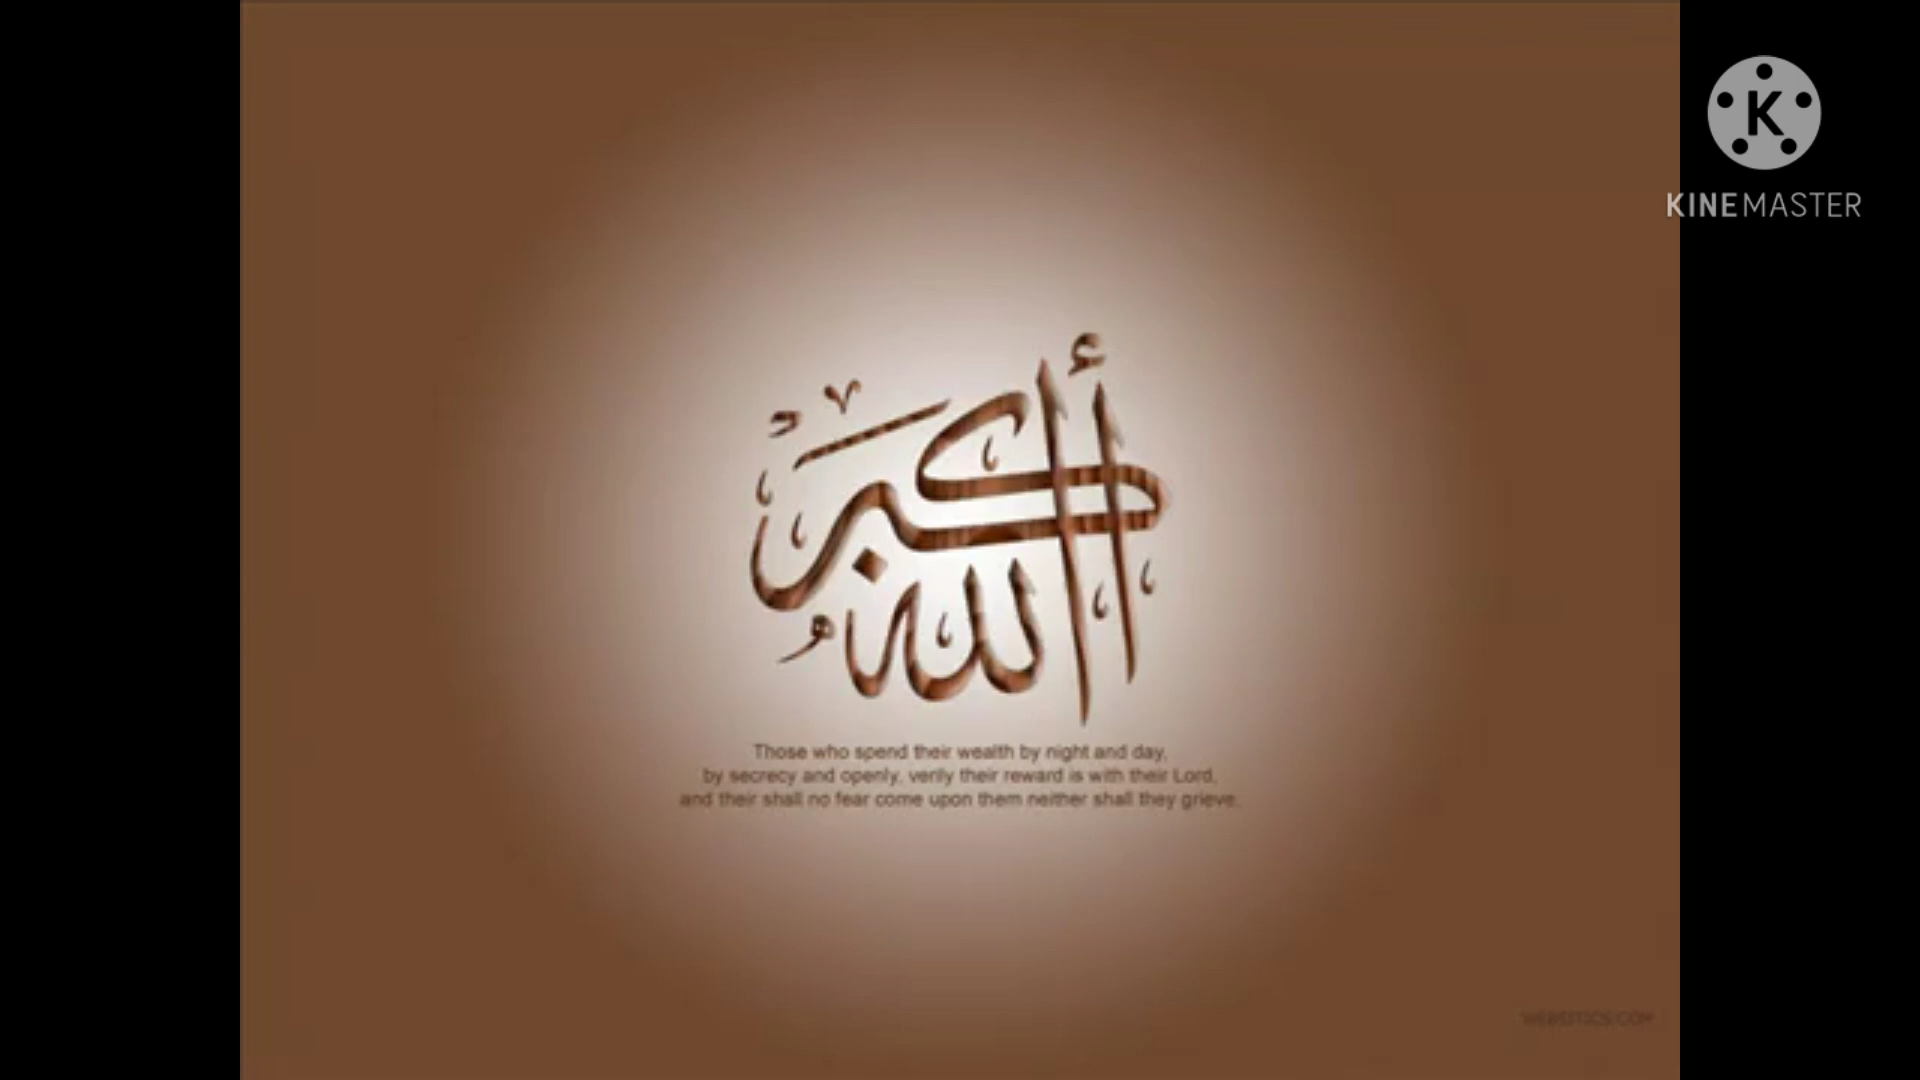 الله أكبر
Those who spend their wealth by night and day,
by secrecy and openly, verily their reward is with their Lord,
and their shall no fear come upon them neither shall they grieve.
K
KINEMASTER